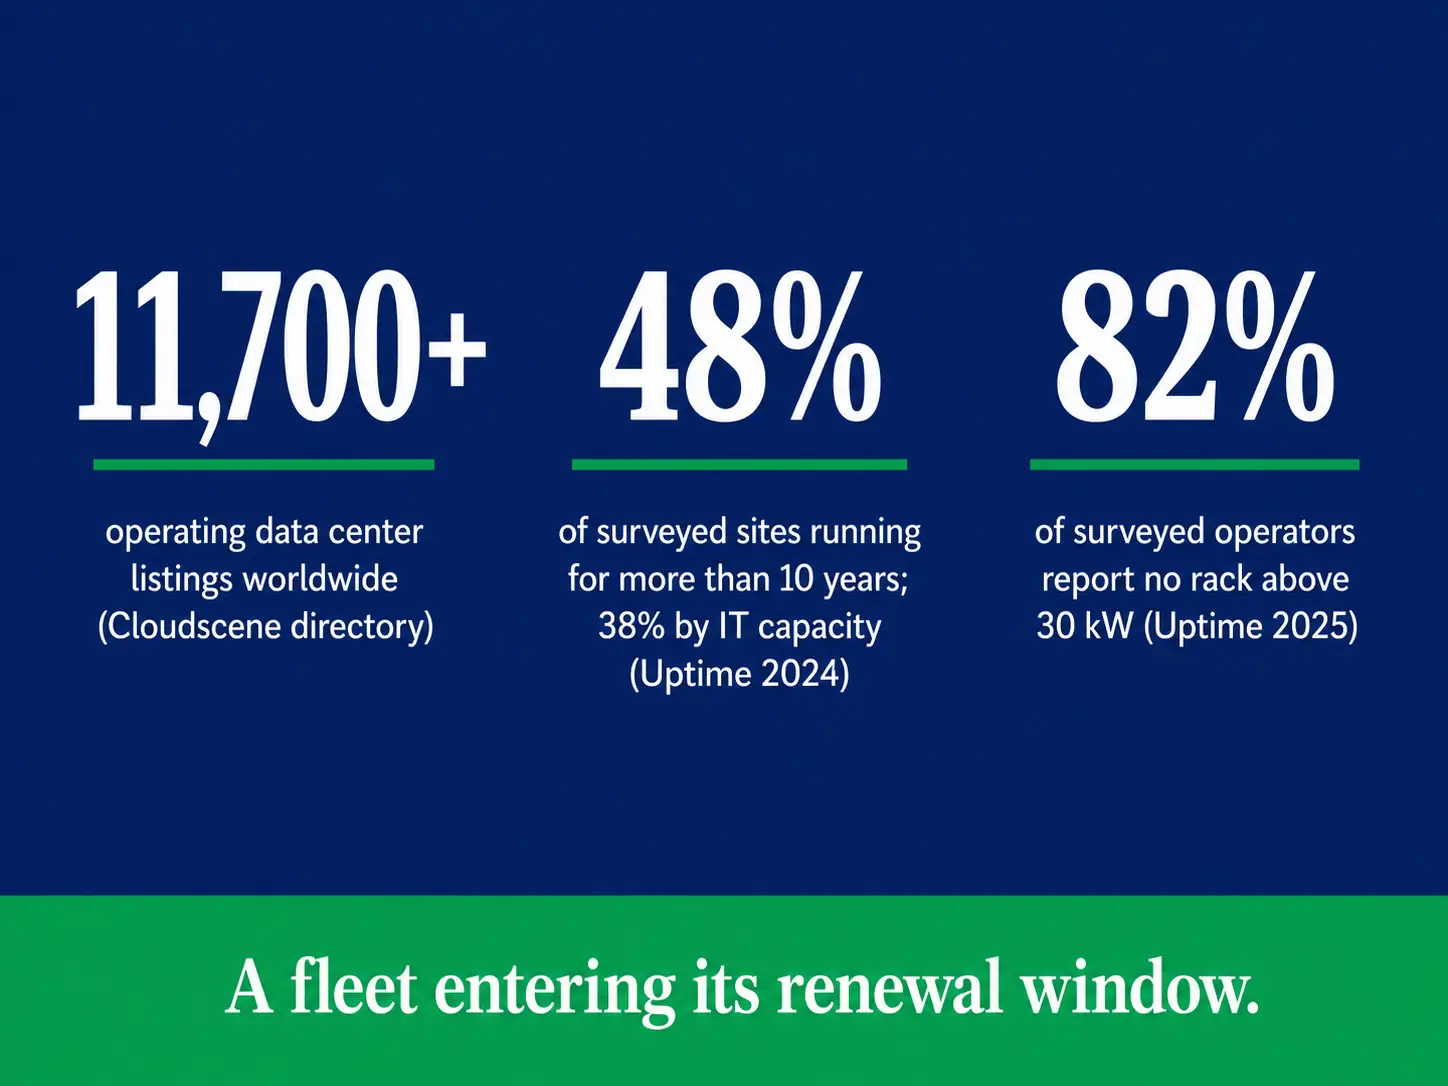 11,700+
operating data center
listings worldwide
(Cloudscene directory)
48%
of surveyed sites running
for more than 10 years;
38% by IT capacity
(Uptime 2024)
82%
of surveyed operators
report no rack above
30 kW (Uptime 2025)
A fleet entering its renewal window.